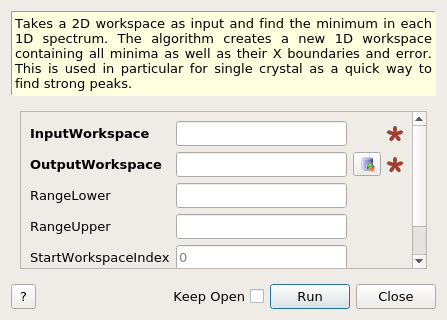 Takes a 2D workspace as input and find the minimum in each
1D spectrum. The algorithm creates a new 1D workspace
containing all minima as well as their X boundaries and error.
This is used in particular for single crystal as a quick way to
find strong peaks.
InputWorkspace
OutputWorkspace
RangeLower
RangeUpper
StartWorkspaceIndex 0
? Keep Open Run Close